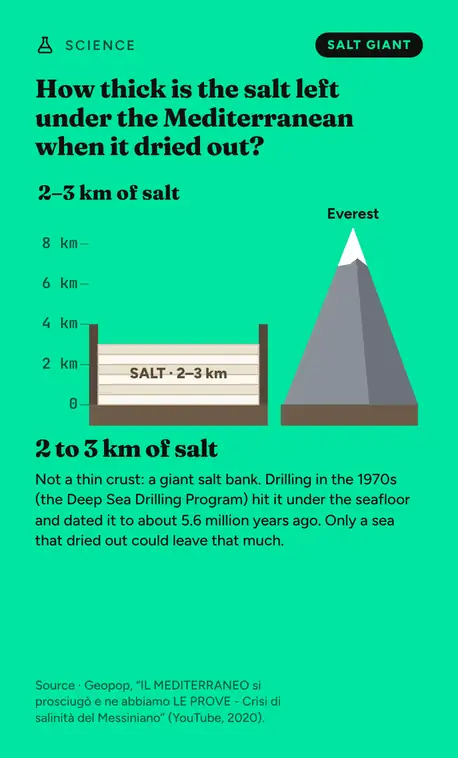 SCIENCE
SALT GIANT
How thick is the salt left
under the Mediterranean
when it dried out?
2–3 km of salt
Everest
8 km
6 km
4 km
2 km
0
SALT · 2–3 km
2 to 3 km of salt
Not a thin crust: a giant salt bank. Drilling in the 1970s
(the Deep Sea Drilling Program) hit it under the seafloor
and dated it to about 5.6 million years ago. Only a sea
that dried out could leave that much.
Source · Geopop, “IL MEDITERRANEO si
prosciugò e ne abbiamo LE PROVE - Crisi di
salinità del Messiniano” (YouTube, 2020).